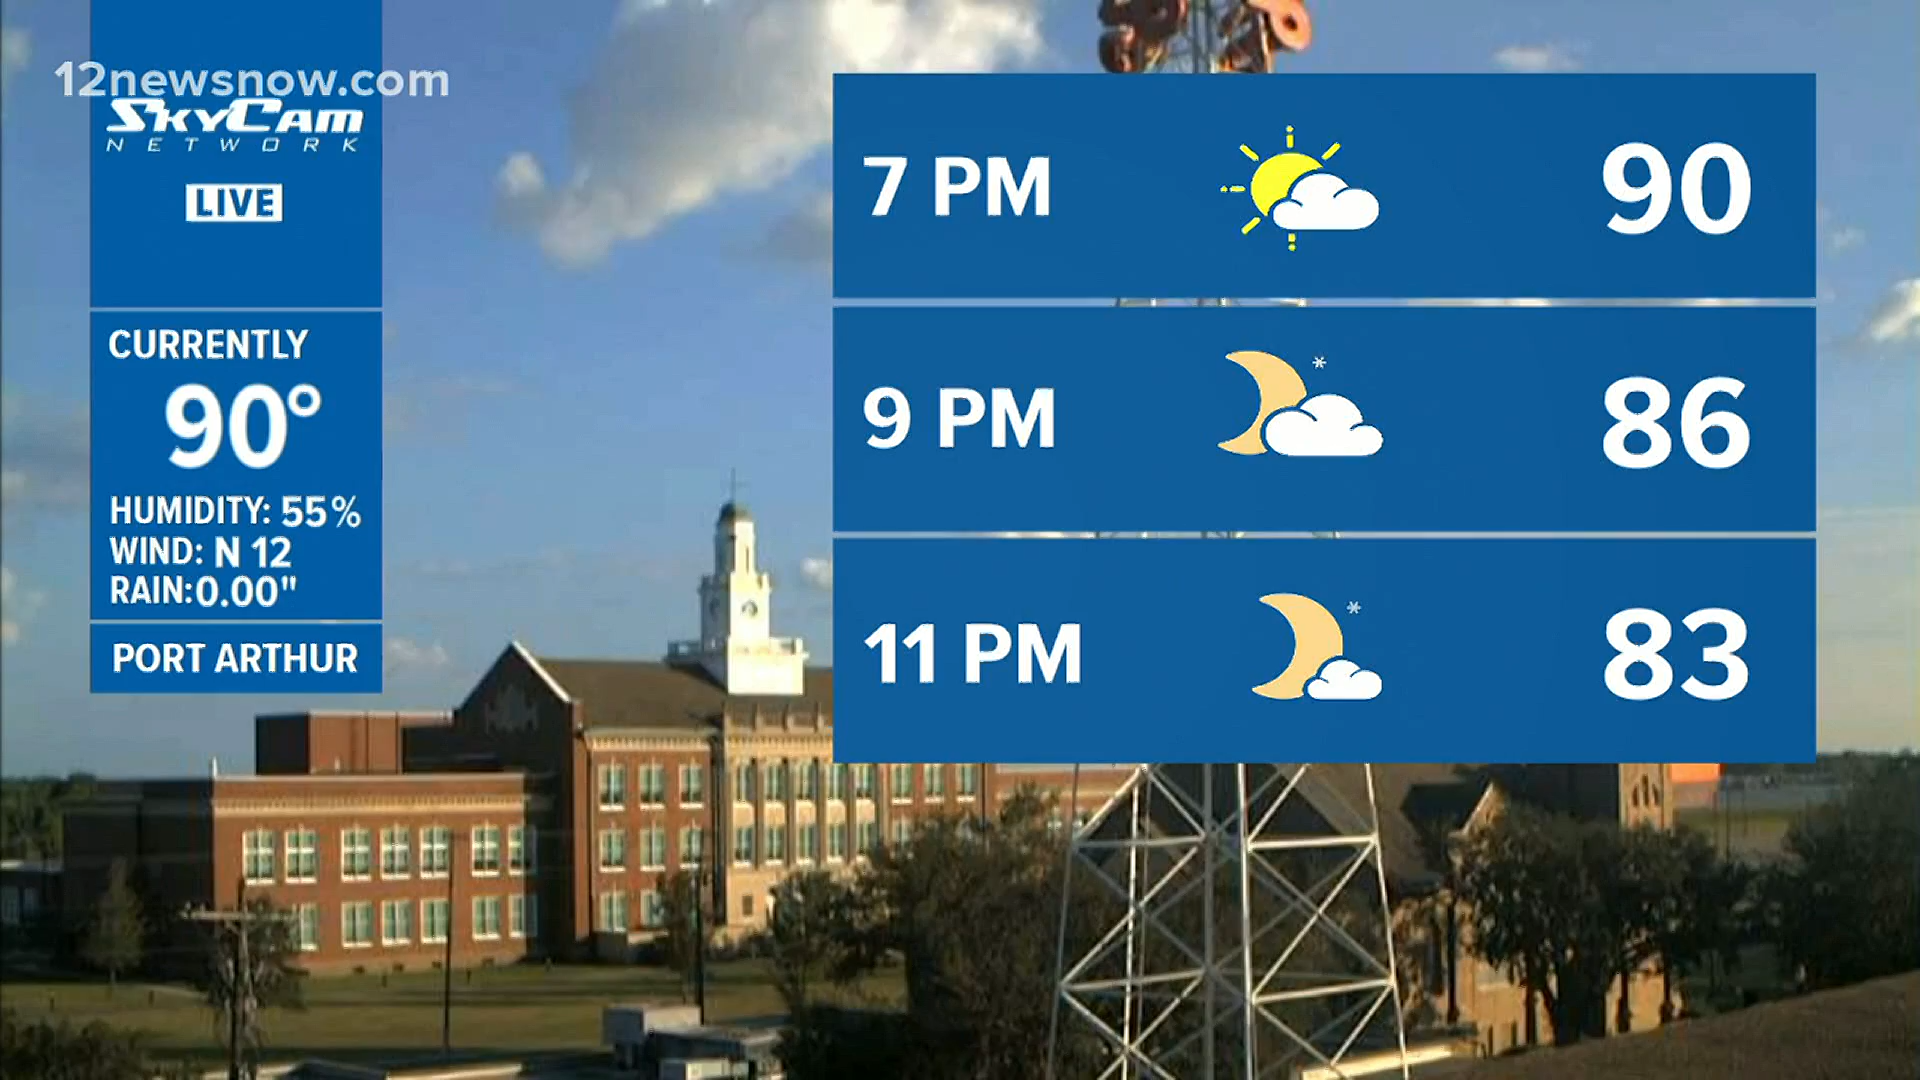 12newsnow.com
SKYCAM
NETWORK
LIVE
CURRENTLY
90°
HUMIDITY: 55%
WIND: N 12
RAIN: 0.00"
PORT ARTHUR
7 PM 90
9 PM 86
11 PM 83